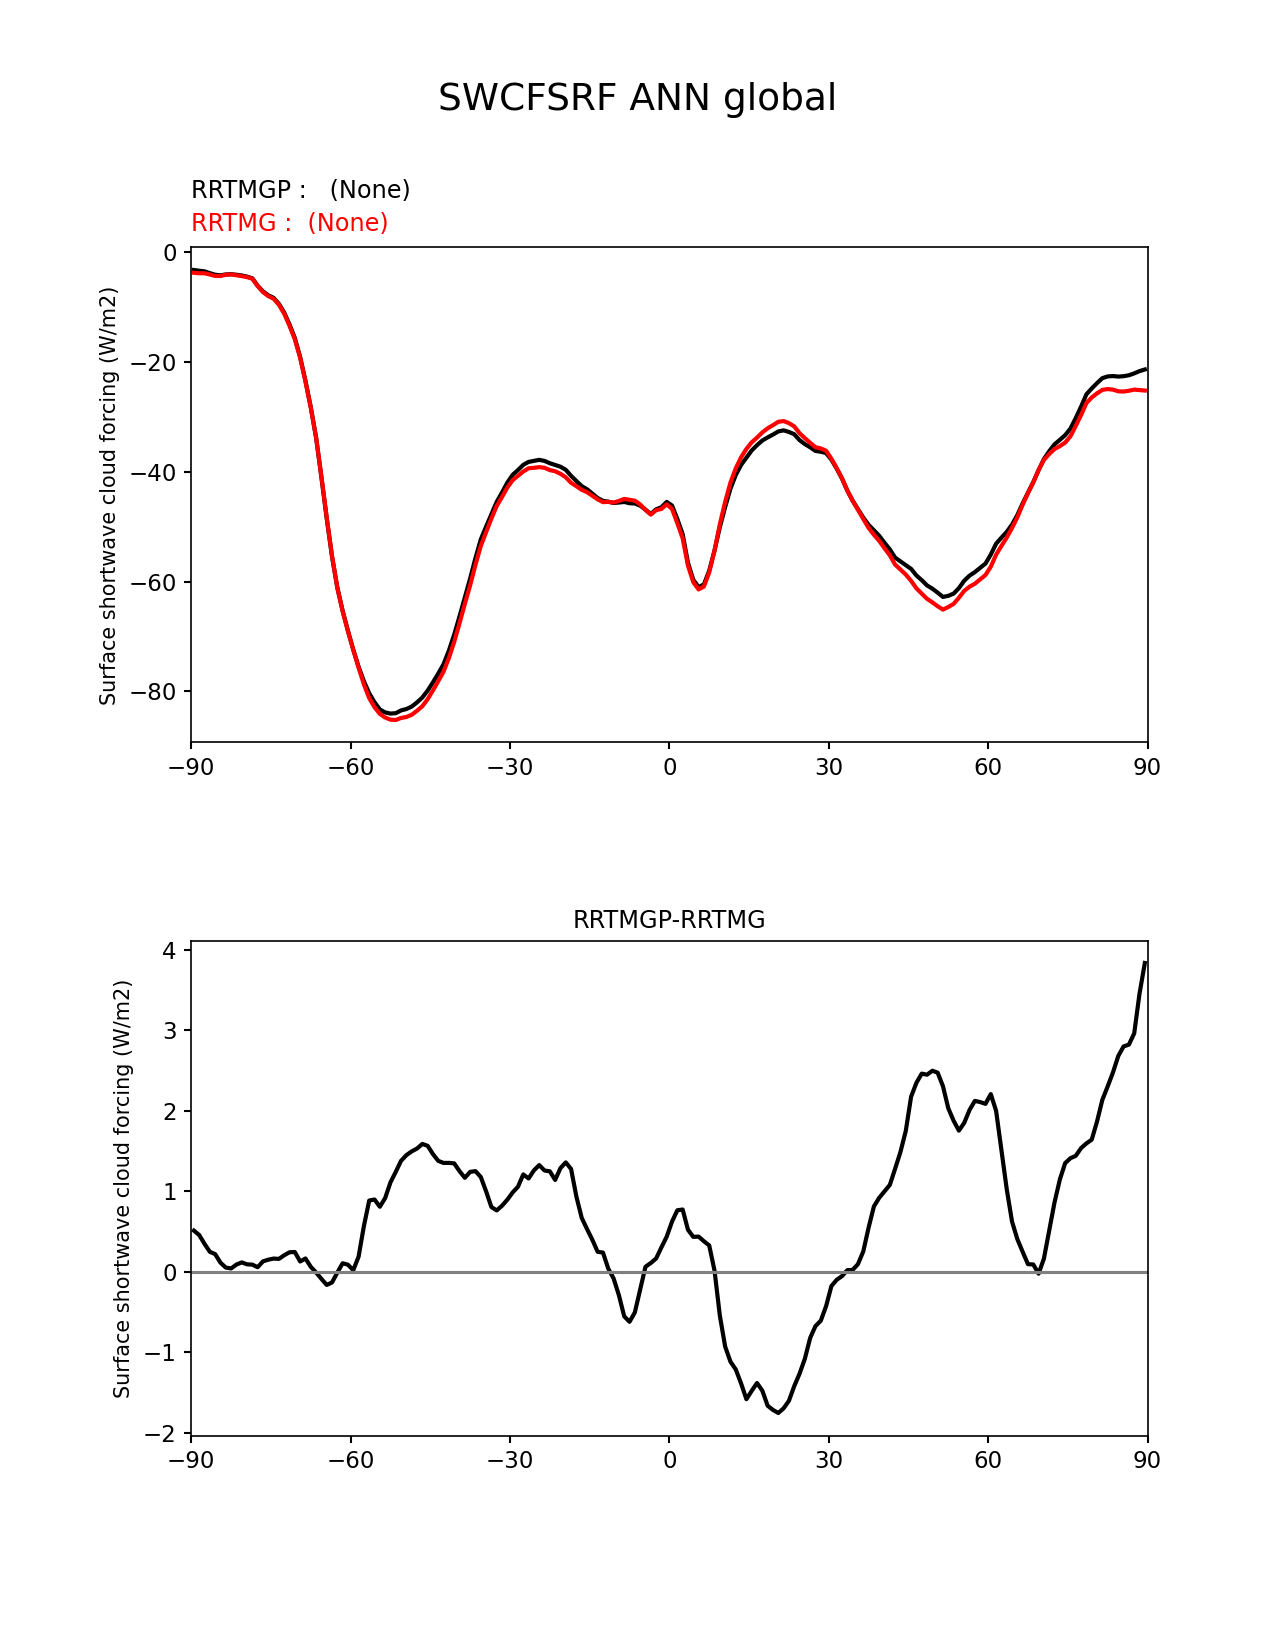 SWCFSRF ANN global
RRTMGP :   (None)
RRTMG :  (None)
Surface shortwave cloud forcing (W/m2)
0
−20
−40
−60
−80
−90 −60 −30 0 30 60 90
RRTMGP-RRTMG
Surface shortwave cloud forcing (W/m2)
4
3
2
1
0
−1
−2
−90 −60 −30 0 30 60 90